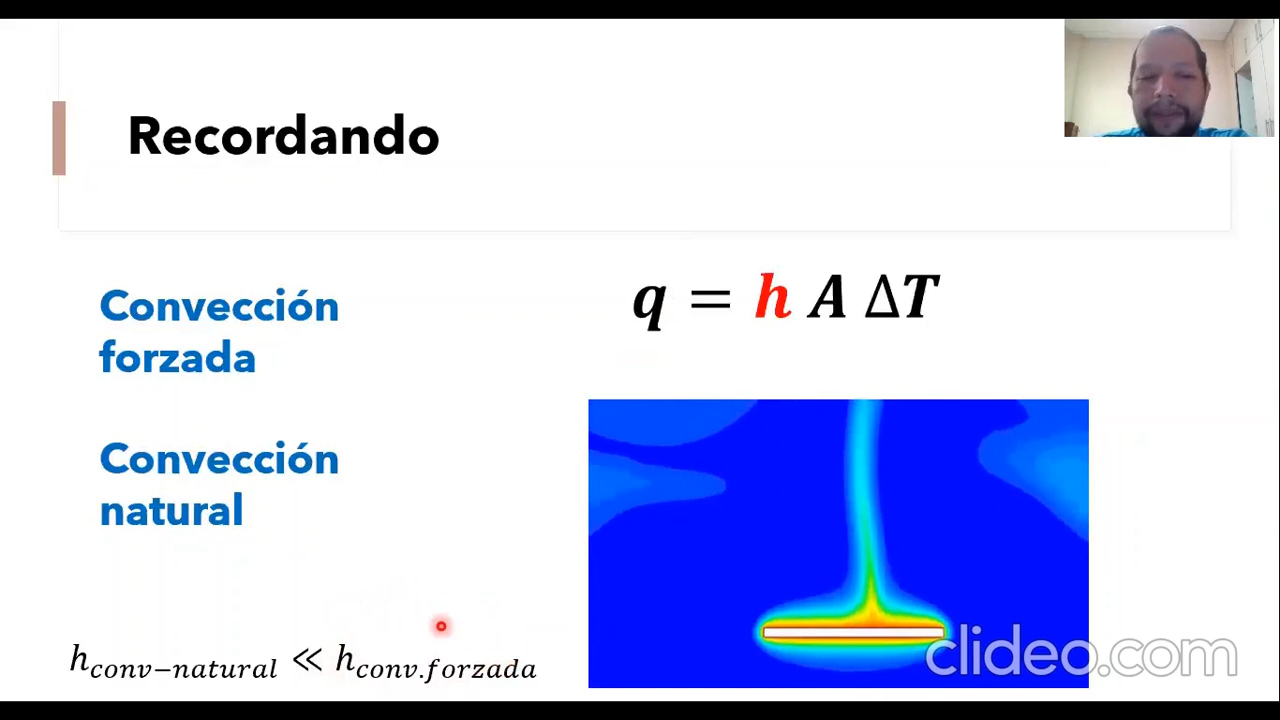 Recordando
Convección
forzada
q = h A ΔT
Convección
natural
h_{conv−natural} ≪ h_{conv.forzada}
clideo.com